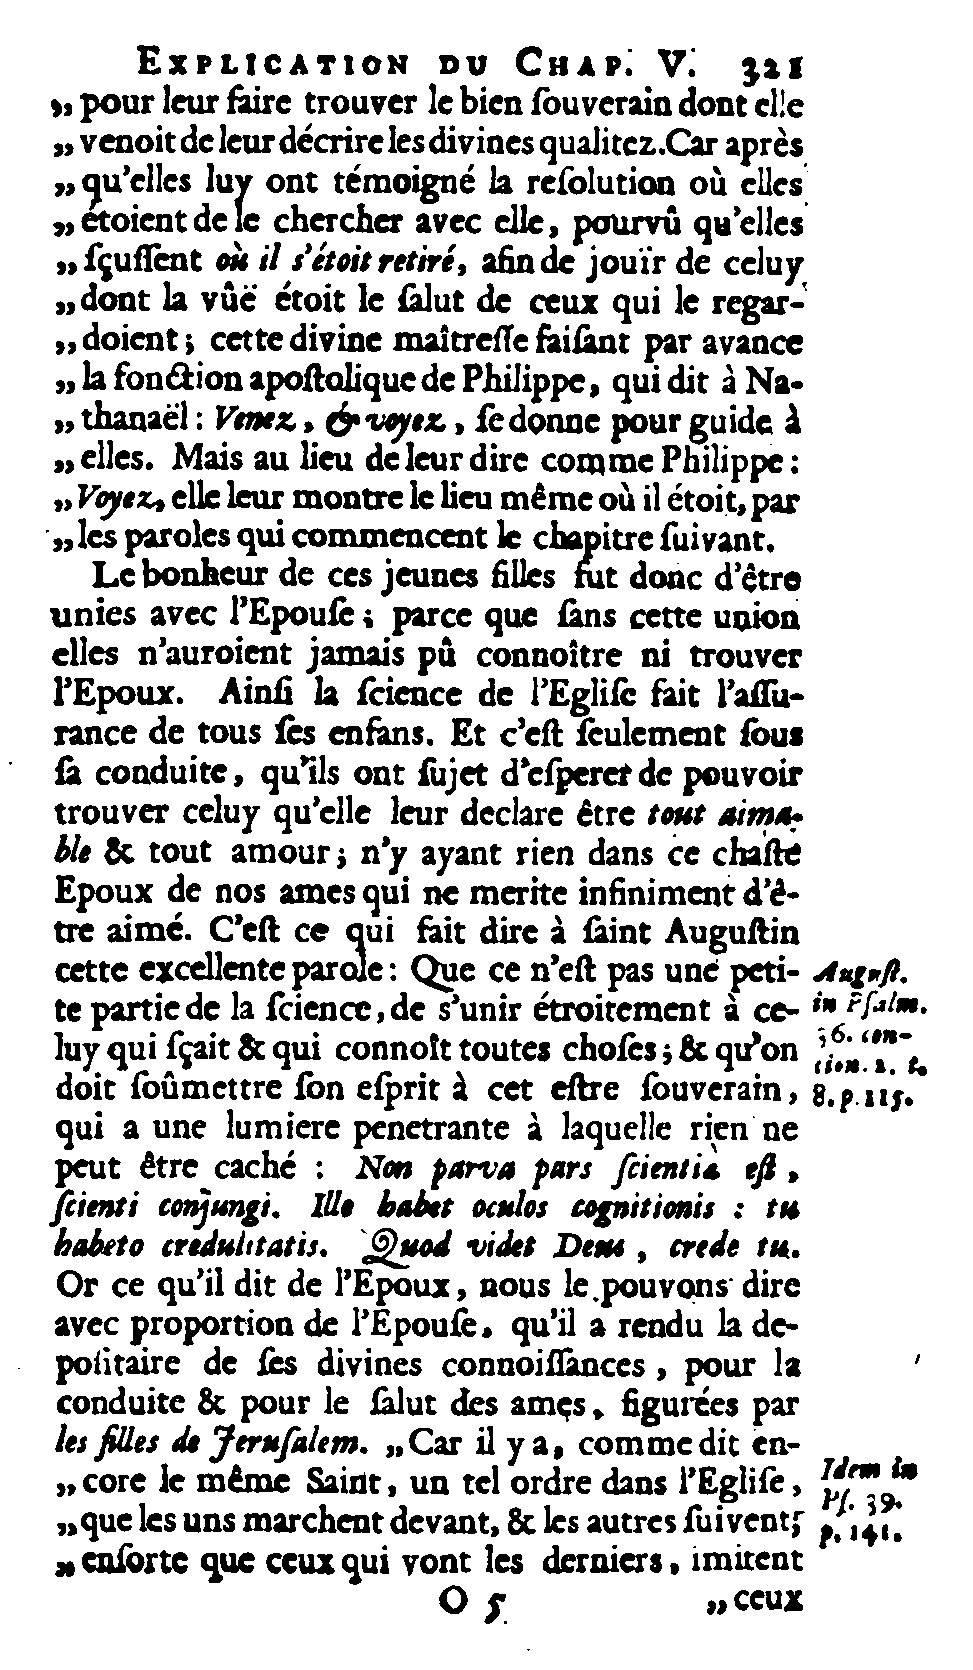 EXPLICATION DU CHAP. V. 321
„ pour leur faire trouver le bien ſouverain dont elle
„ venoit de leur décrire les divines qualitez. Car après
„ qu'elles luy ont témoigné la reſolution où elles
„ étoient de le chercher avec elle, pourvû qu'elles
„ ſçuſſent où il s'étoit retiré, afin de jouïr de celuy
„ dont la vûë étoit le ſalut de ceux qui le regar-
„ doient ; cette divine maîtreſſe faiſant par avance
„ la fonction apoſtolique de Philippe, qui dit à Na-
„ thanaël : Venez, & voyez, ſe donne pour guide à
„ elles. Mais au lieu de leur dire comme Philippe :
„ Voyez, elle leur montre le lieu même où il étoit, par
„ les paroles qui commencent le chapitre ſuivant.
Le bonheur de ces jeunes filles fut donc d'être
unies avec l'Epouſe ; parce que ſans cette union
elles n'auroient jamais pû connoître ni trouver
l'Epoux. Ainſi la ſcience de l'Egliſe fait l'aſſu-
rance de tous ſes enfans. Et c'eſt ſeulement ſous
ſa conduite, qu'ils ont ſujet d'eſperer de pouvoir
trouver celuy qu'elle leur declare être tout aima-
ble & tout amour ; n'y ayant rien dans ce chaſte
Epoux de nos ames qui ne merite infiniment d'ê-
tre aimé. C'eſt ce qui fait dire à ſaint Auguſtin
cette excellente parole : Que ce n'eſt pas une peti-
te partie de la ſcience, de s'unir étroitement à ce-
luy qui ſçait & qui connoît toutes choſes ; & qu'on
doit ſoûmettre ſon eſprit à cet eſtre ſouverain,
qui a une lumiere penetrante à laquelle rien ne
peut être caché : Non parva pars ſcientiæ eſt,
ſcienti conjungi. Ille habet oculos cognitionis : tu
habeto credulitatis. Quod videt Deus, crede tu.
Or ce qu'il dit de l'Epoux, nous le pouvons dire
avec proportion de l'Epouſe, qu'il a rendu la de-
poſitaire de ſes divines connoiſſances, pour la
conduite & pour le ſalut des ames, figurées par
les filles de Jeruſalem. „ Car il y a, comme dit en-
„ core le même Saint, un tel ordre dans l'Egliſe,
„ que les uns marchent devant, & les autres ſuivent ;
„ enſorte que ceux qui vont les derniers, imitent
O 5 „ ceux
Auguſt.
in Pſalm.
36. con-
cion. 2. t.
8. p. 115.
Idem in
Pſ. 39.
p. 141.